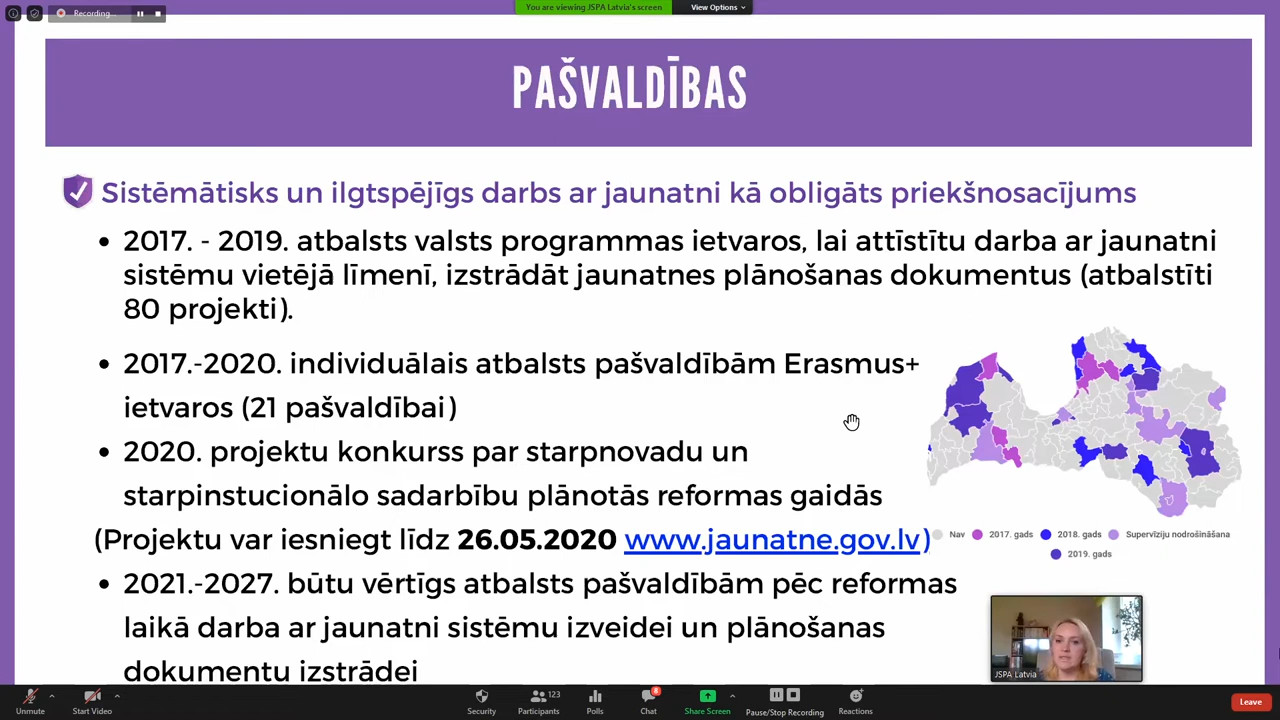 Recording...
You are viewing JSPA Latvia's screen
View Options
PAŠVALDĪBAS
Sistēmātisks un ilgtspējīgs darbs ar jaunatni kā obligāts priekšnosacījums
• 2017. - 2019. atbalsts valsts programmas ietvaros, lai attīstītu darba ar jaunatni
sistēmu vietējā līmenī, izstrādāt jaunatnes plānošanas dokumentus (atbalstīti
80 projekti).
• 2017.-2020. individuālais atbalsts pašvaldībām Erasmus+
ietvaros (21 pašvaldībai)
• 2020. projektu konkurss par starpnovadu un
starpinstucionālo sadarbību plānotās reformas gaidās
(Projektu var iesniegt līdz 26.05.2020 www.jaunatne.gov.lv)
• 2021.-2027. būtu vērtīgs atbalsts pašvaldībām pēc reformas
laikā darba ar jaunatni sistēmu izveidei un plānošanas
dokumentu izstrādei
Nav 2017. gads 2018. gads Supervīziju nodrošināšana
2019. gads
JSPA Latvia
Unmute
Start Video
Security
Participants 123
Polls
Chat 8
Share Screen
Pause/Stop Recording
Reactions
Leave